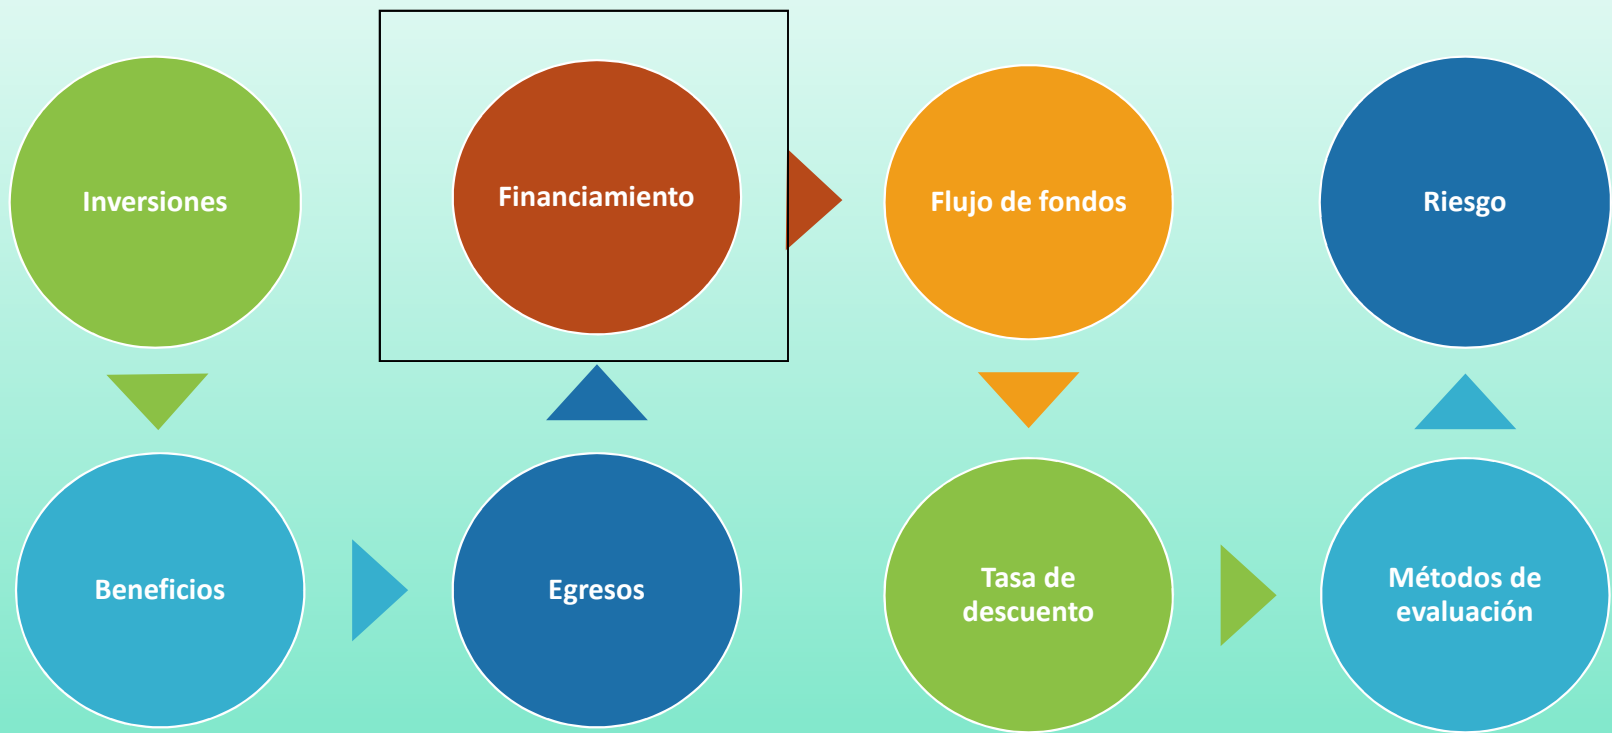 Inversiones
Financiamiento
Flujo de fondos
Riesgo
Beneficios
Egresos
Tasa de
descuento
Métodos de
evaluación